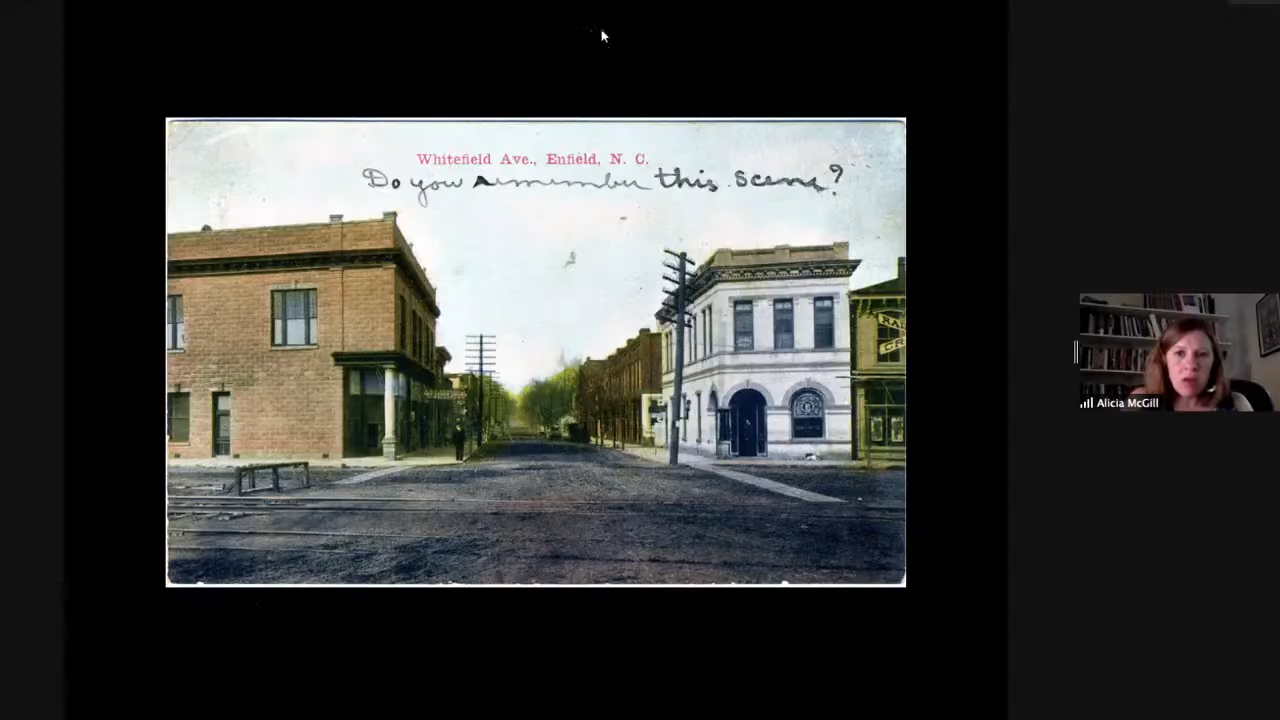 Whitefield Ave., Enfield, N. C.
Do you remember this scene?
Alicia McGill